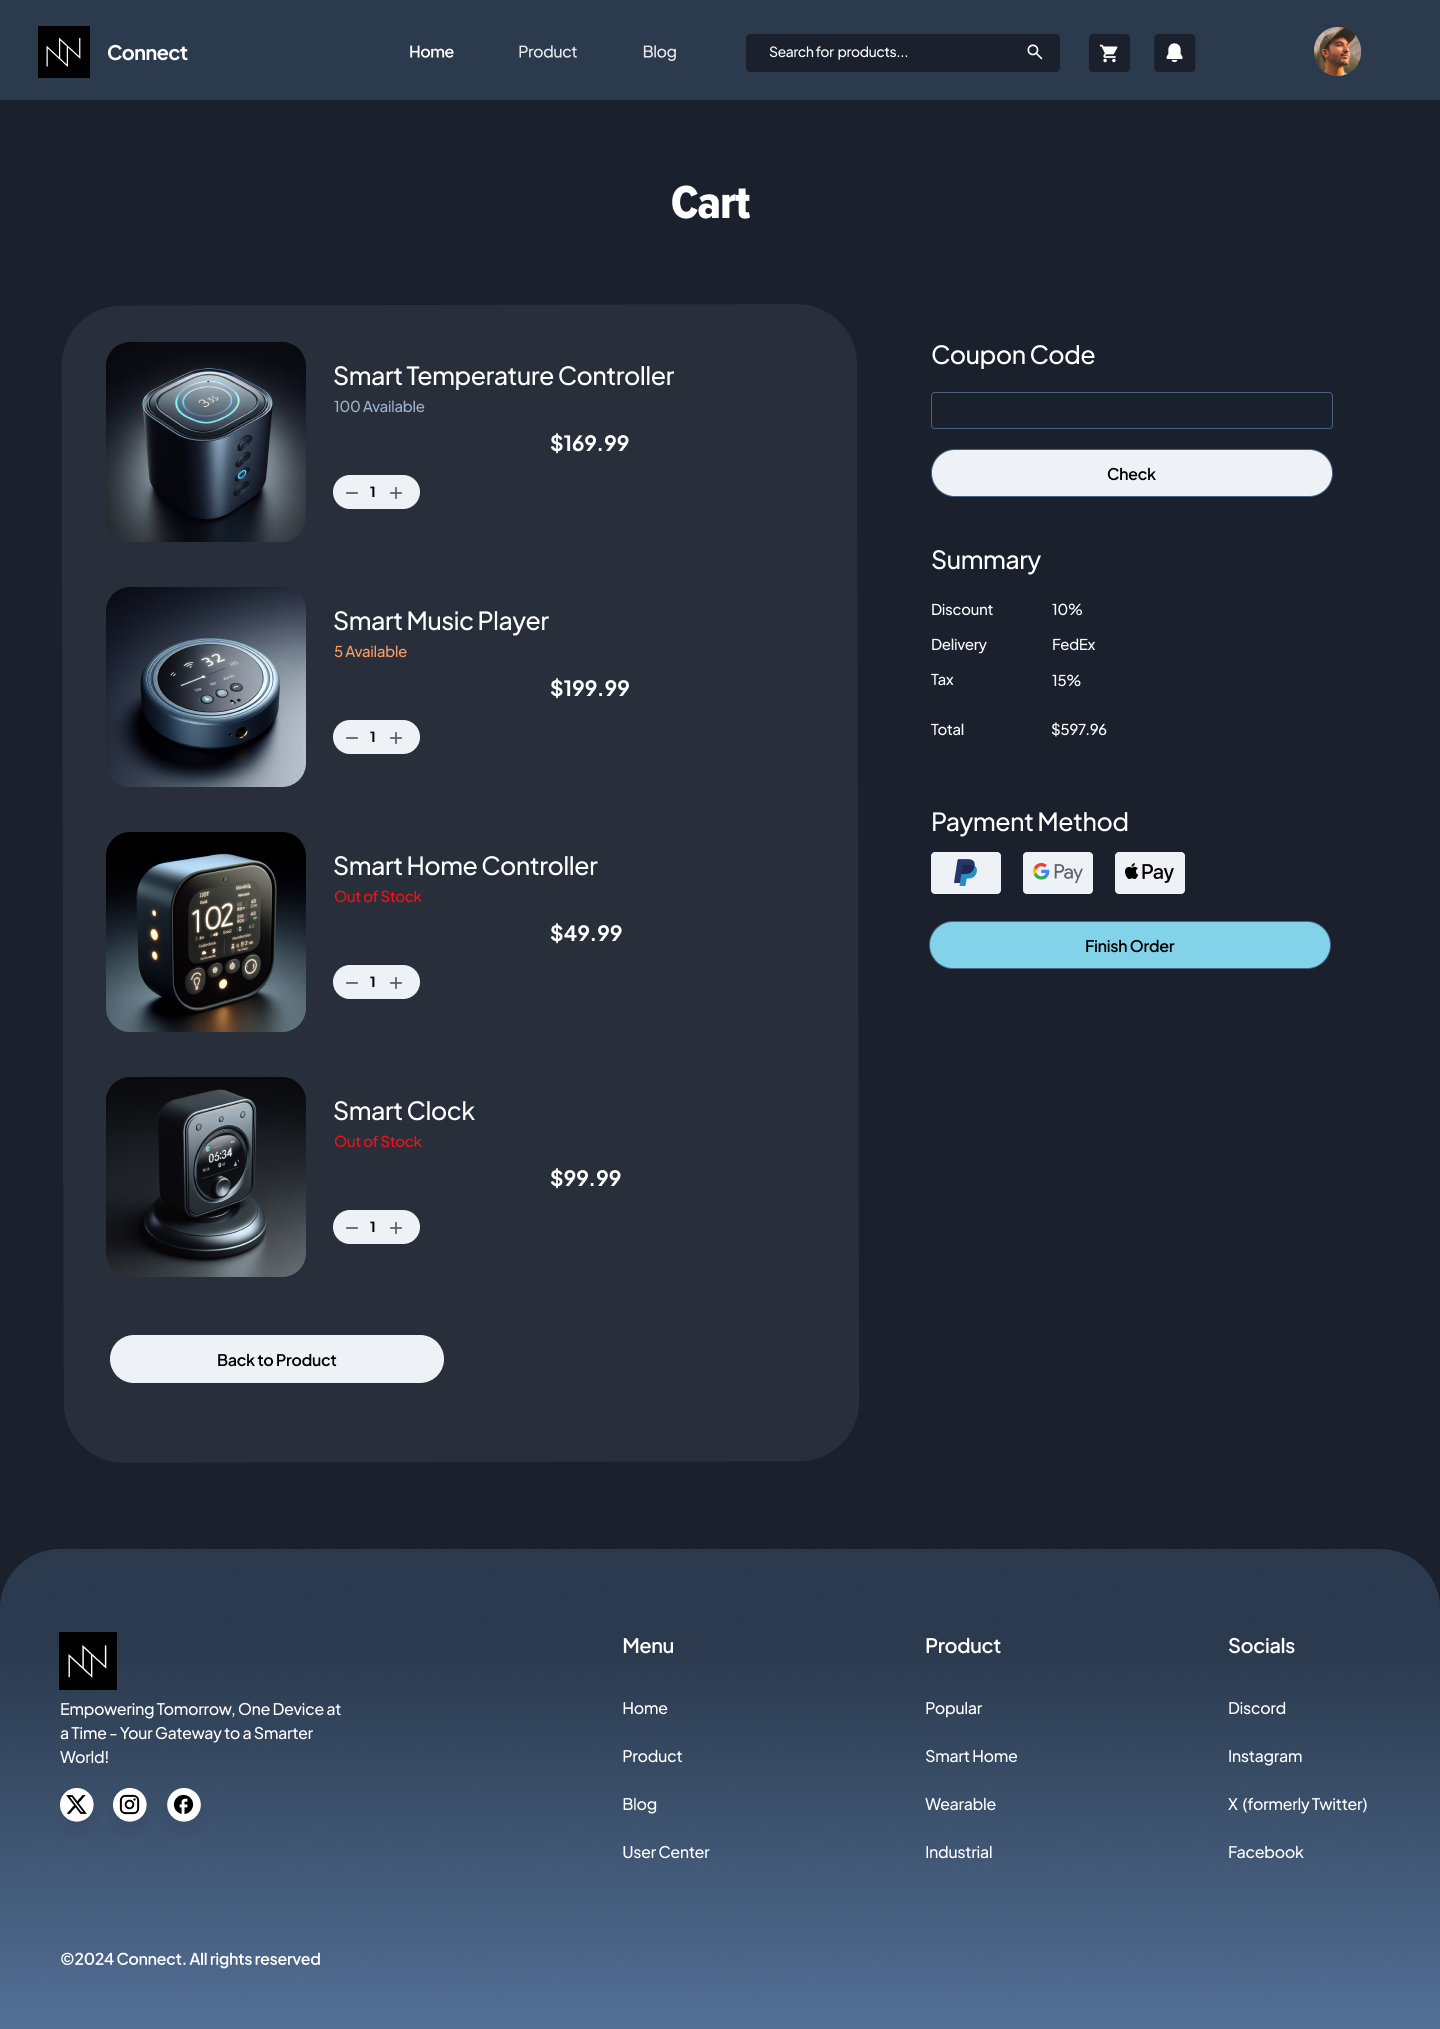 Connect
Home
Product
Blog
Search for products...
Cart
Smart Temperature Controller
100 Available
$169.99
1
Smart Music Player
5 Available
$199.99
1
Smart Home Controller
Out of Stock
$49.99
1
Smart Clock
Out of Stock
$99.99
1
Back to Product
Coupon Code
Check
Summary
Discount 10%
Delivery FedEx
Tax 15%
Total $597.96
Payment Method
G Pay
Pay
Finish Order
32
102
05:34
Empowering Tomorrow, One Device at
a Time - Your Gateway to a Smarter
World!
Menu
Home
Product
Blog
User Center
Product
Popular
Smart Home
Wearable
Industrial
Socials
Discord
Instagram
X (formerly Twitter)
Facebook
©2024 Connect. All rights reserved